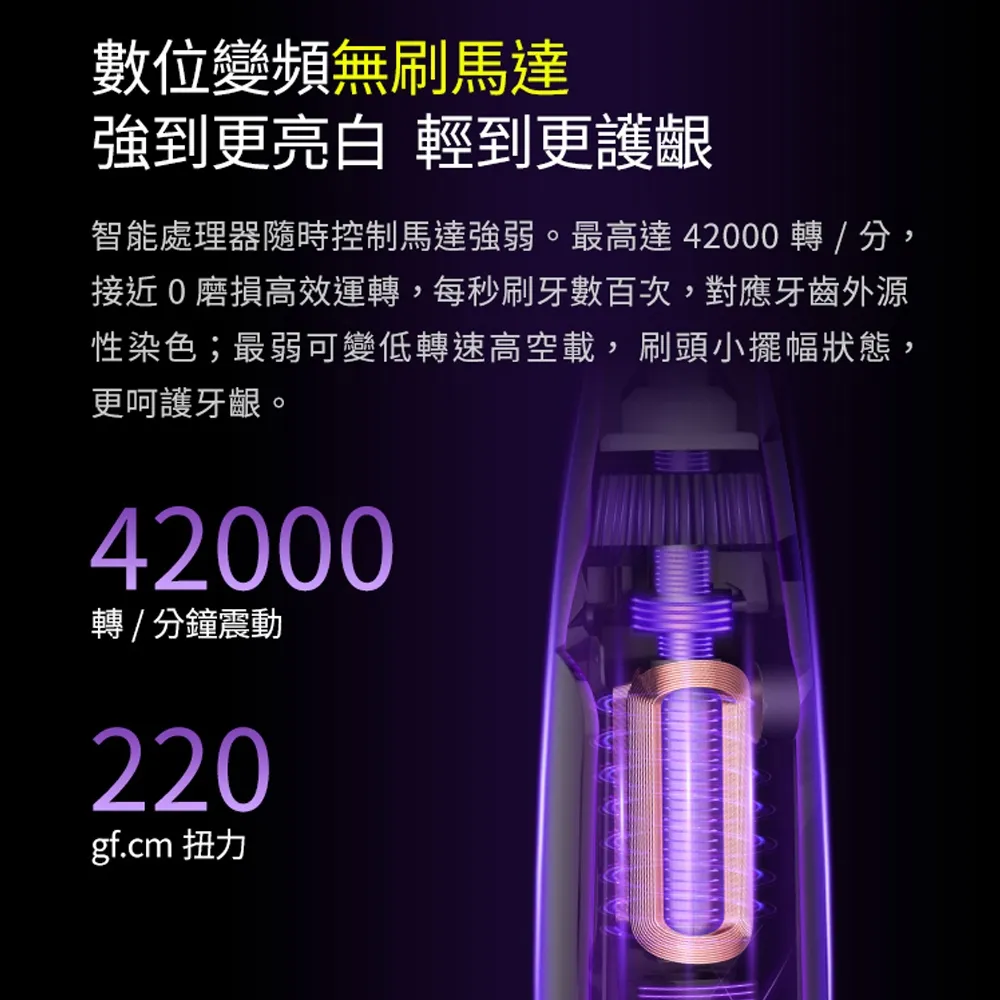 數位變頻無刷馬達
強到更亮白 輕到更護齦
智能處理器隨時控制馬達強弱。最高達 42000 轉 / 分，
接近 0 磨損高效運轉，每秒刷牙數百次，對應牙齒外源
性染色；最弱可變低轉速高空載， 刷頭小擺幅狀態，
更呵護牙齦。
42000
轉 / 分鐘震動
220
gf.cm 扭力